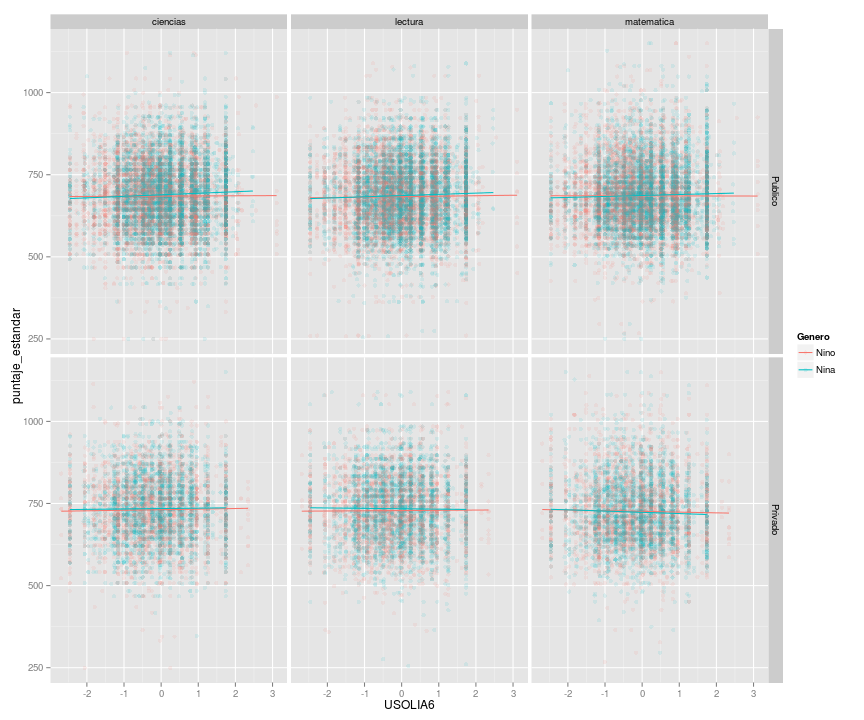 ciencias lectura matematica
1000
750
500
250
Publico
1000
750
500
250
Privado
-2 -1 0 1 2 3 -2 -1 0 1 2 3 -2 -1 0 1 2 3
USOLIA6
puntaje_estandar
Genero
Nino
Nina